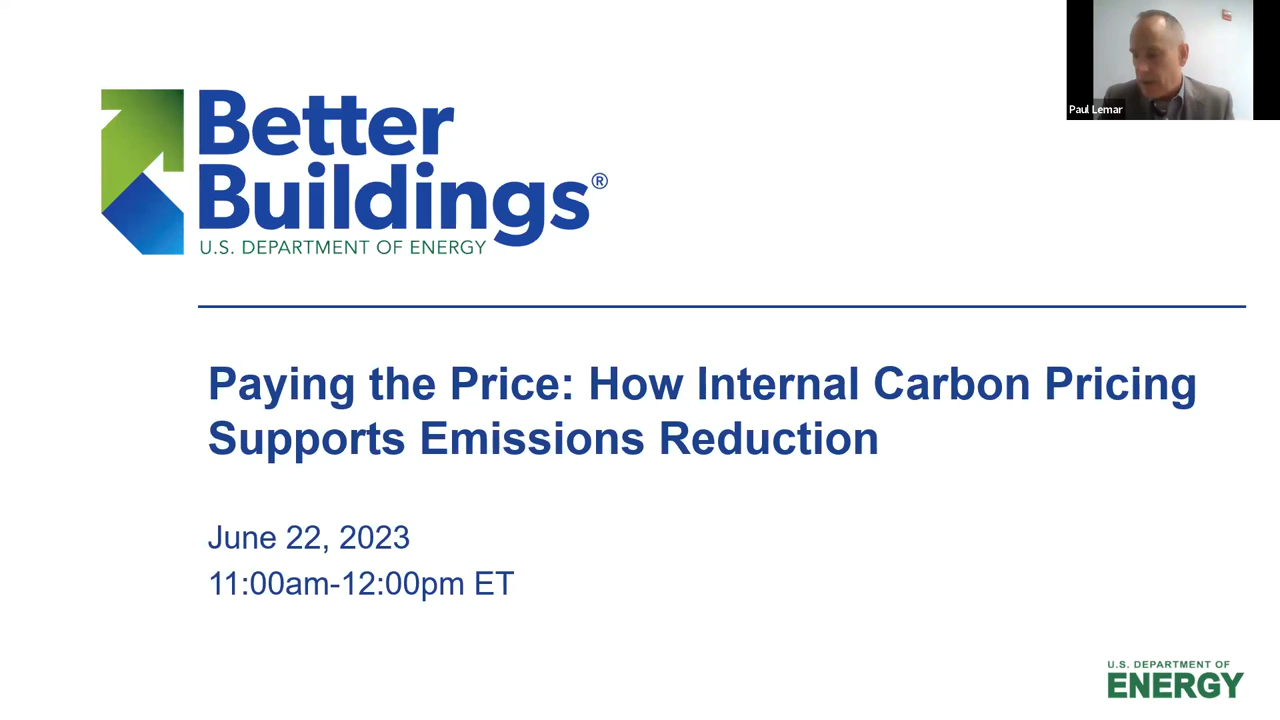 Paul Lemar
Better
Buildings®
U.S. DEPARTMENT OF ENERGY
Paying the Price: How Internal Carbon Pricing
Supports Emissions Reduction
June 22, 2023
11:00am-12:00pm ET
U.S. DEPARTMENT OF
ENERGY